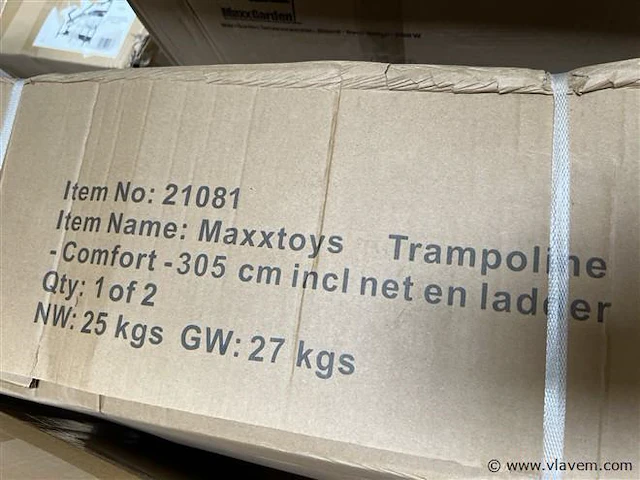 MaxxGarden
Item No: 21081
Item Name: Maxxtoys Trampoline
- Comfort - 305 cm incl net en ladder
Qty: 1 of 2
NW: 25 kgs GW: 27 kgs
© www.vlavem.com